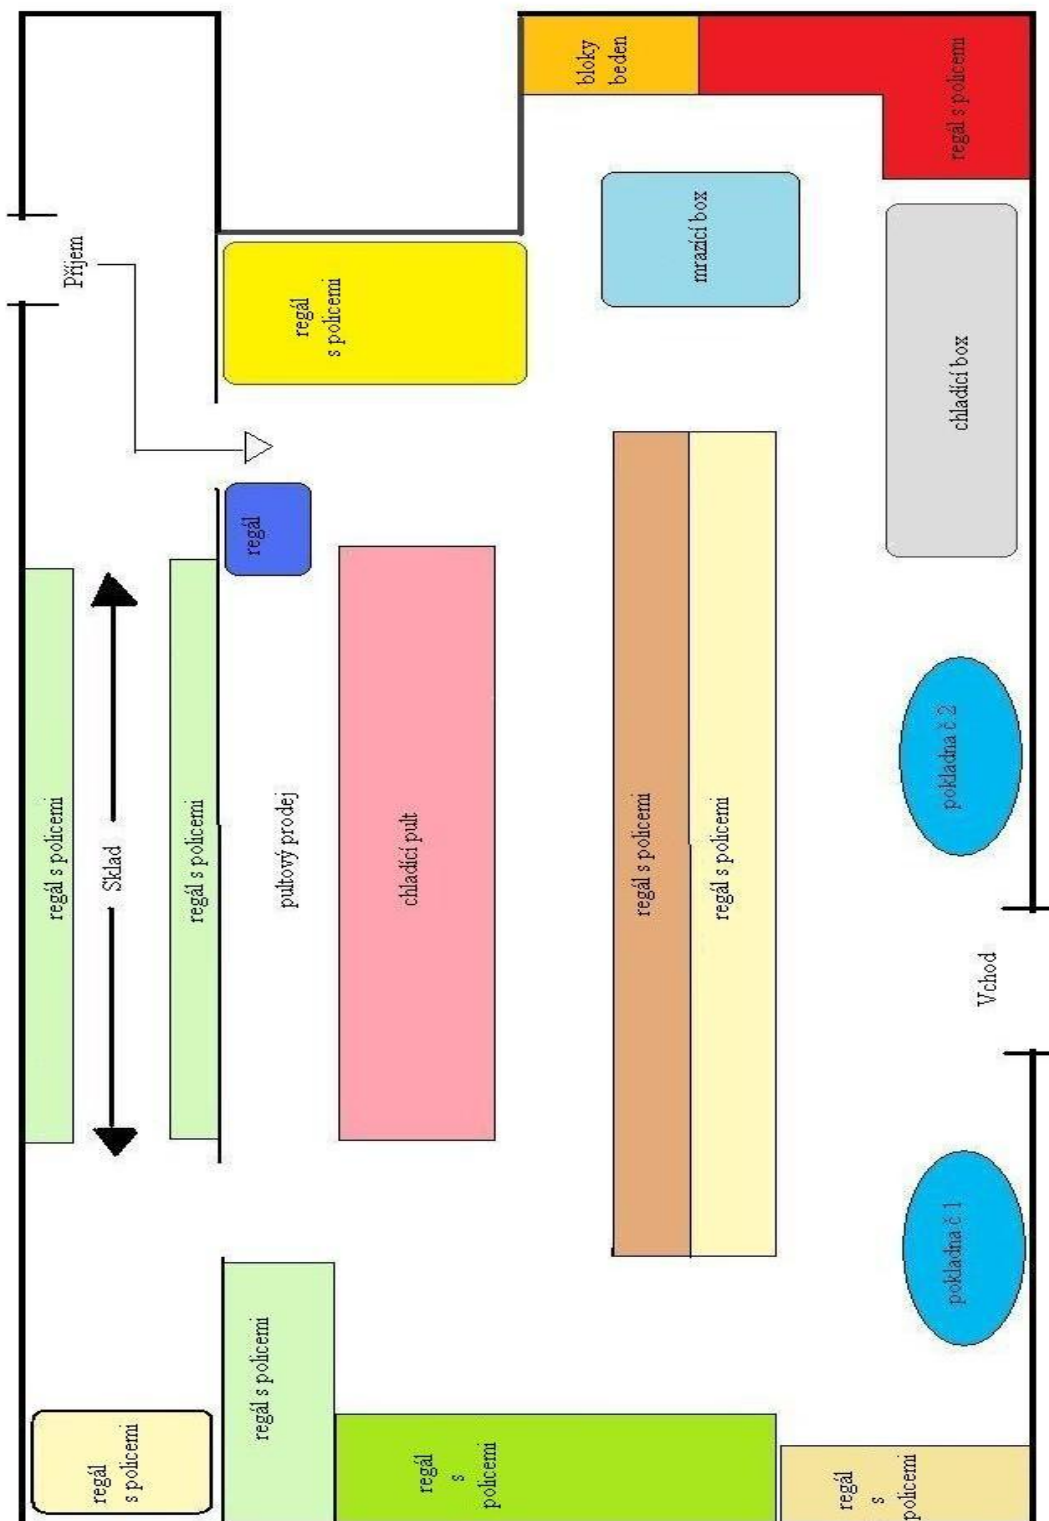 bloky
beden
regál s policemi
Příjem
mrazící box
regál
s policemi
chladící box
regál
regál s policemi
Sklad
regál s policemi
pultový prodej
chladící pult
regál s policemi
regál s policemi
pokladna č 2
Vchod
pokladna č 1
regál s policemi
regál
s policemi
regál
s
policemi
regál
s
policemi